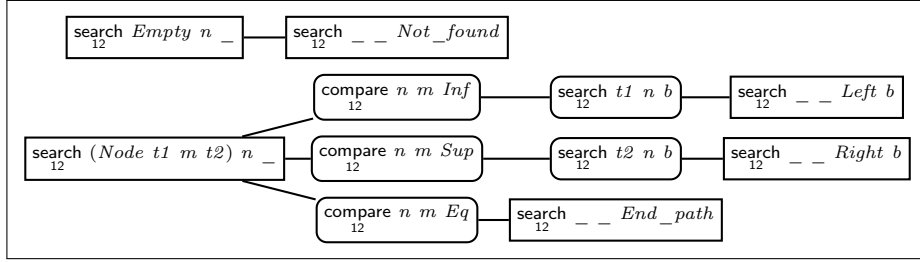 search Empty n _ search _ _ Not_found
12 12
compare n m Inf search t1 n b search _ _ Left b
12 12 12
search (Node t1 m t2) n _ compare n m Sup search t2 n b search _ _ Right b
12 12 12 12
compare n m Eq search _ _ End_path
12 12